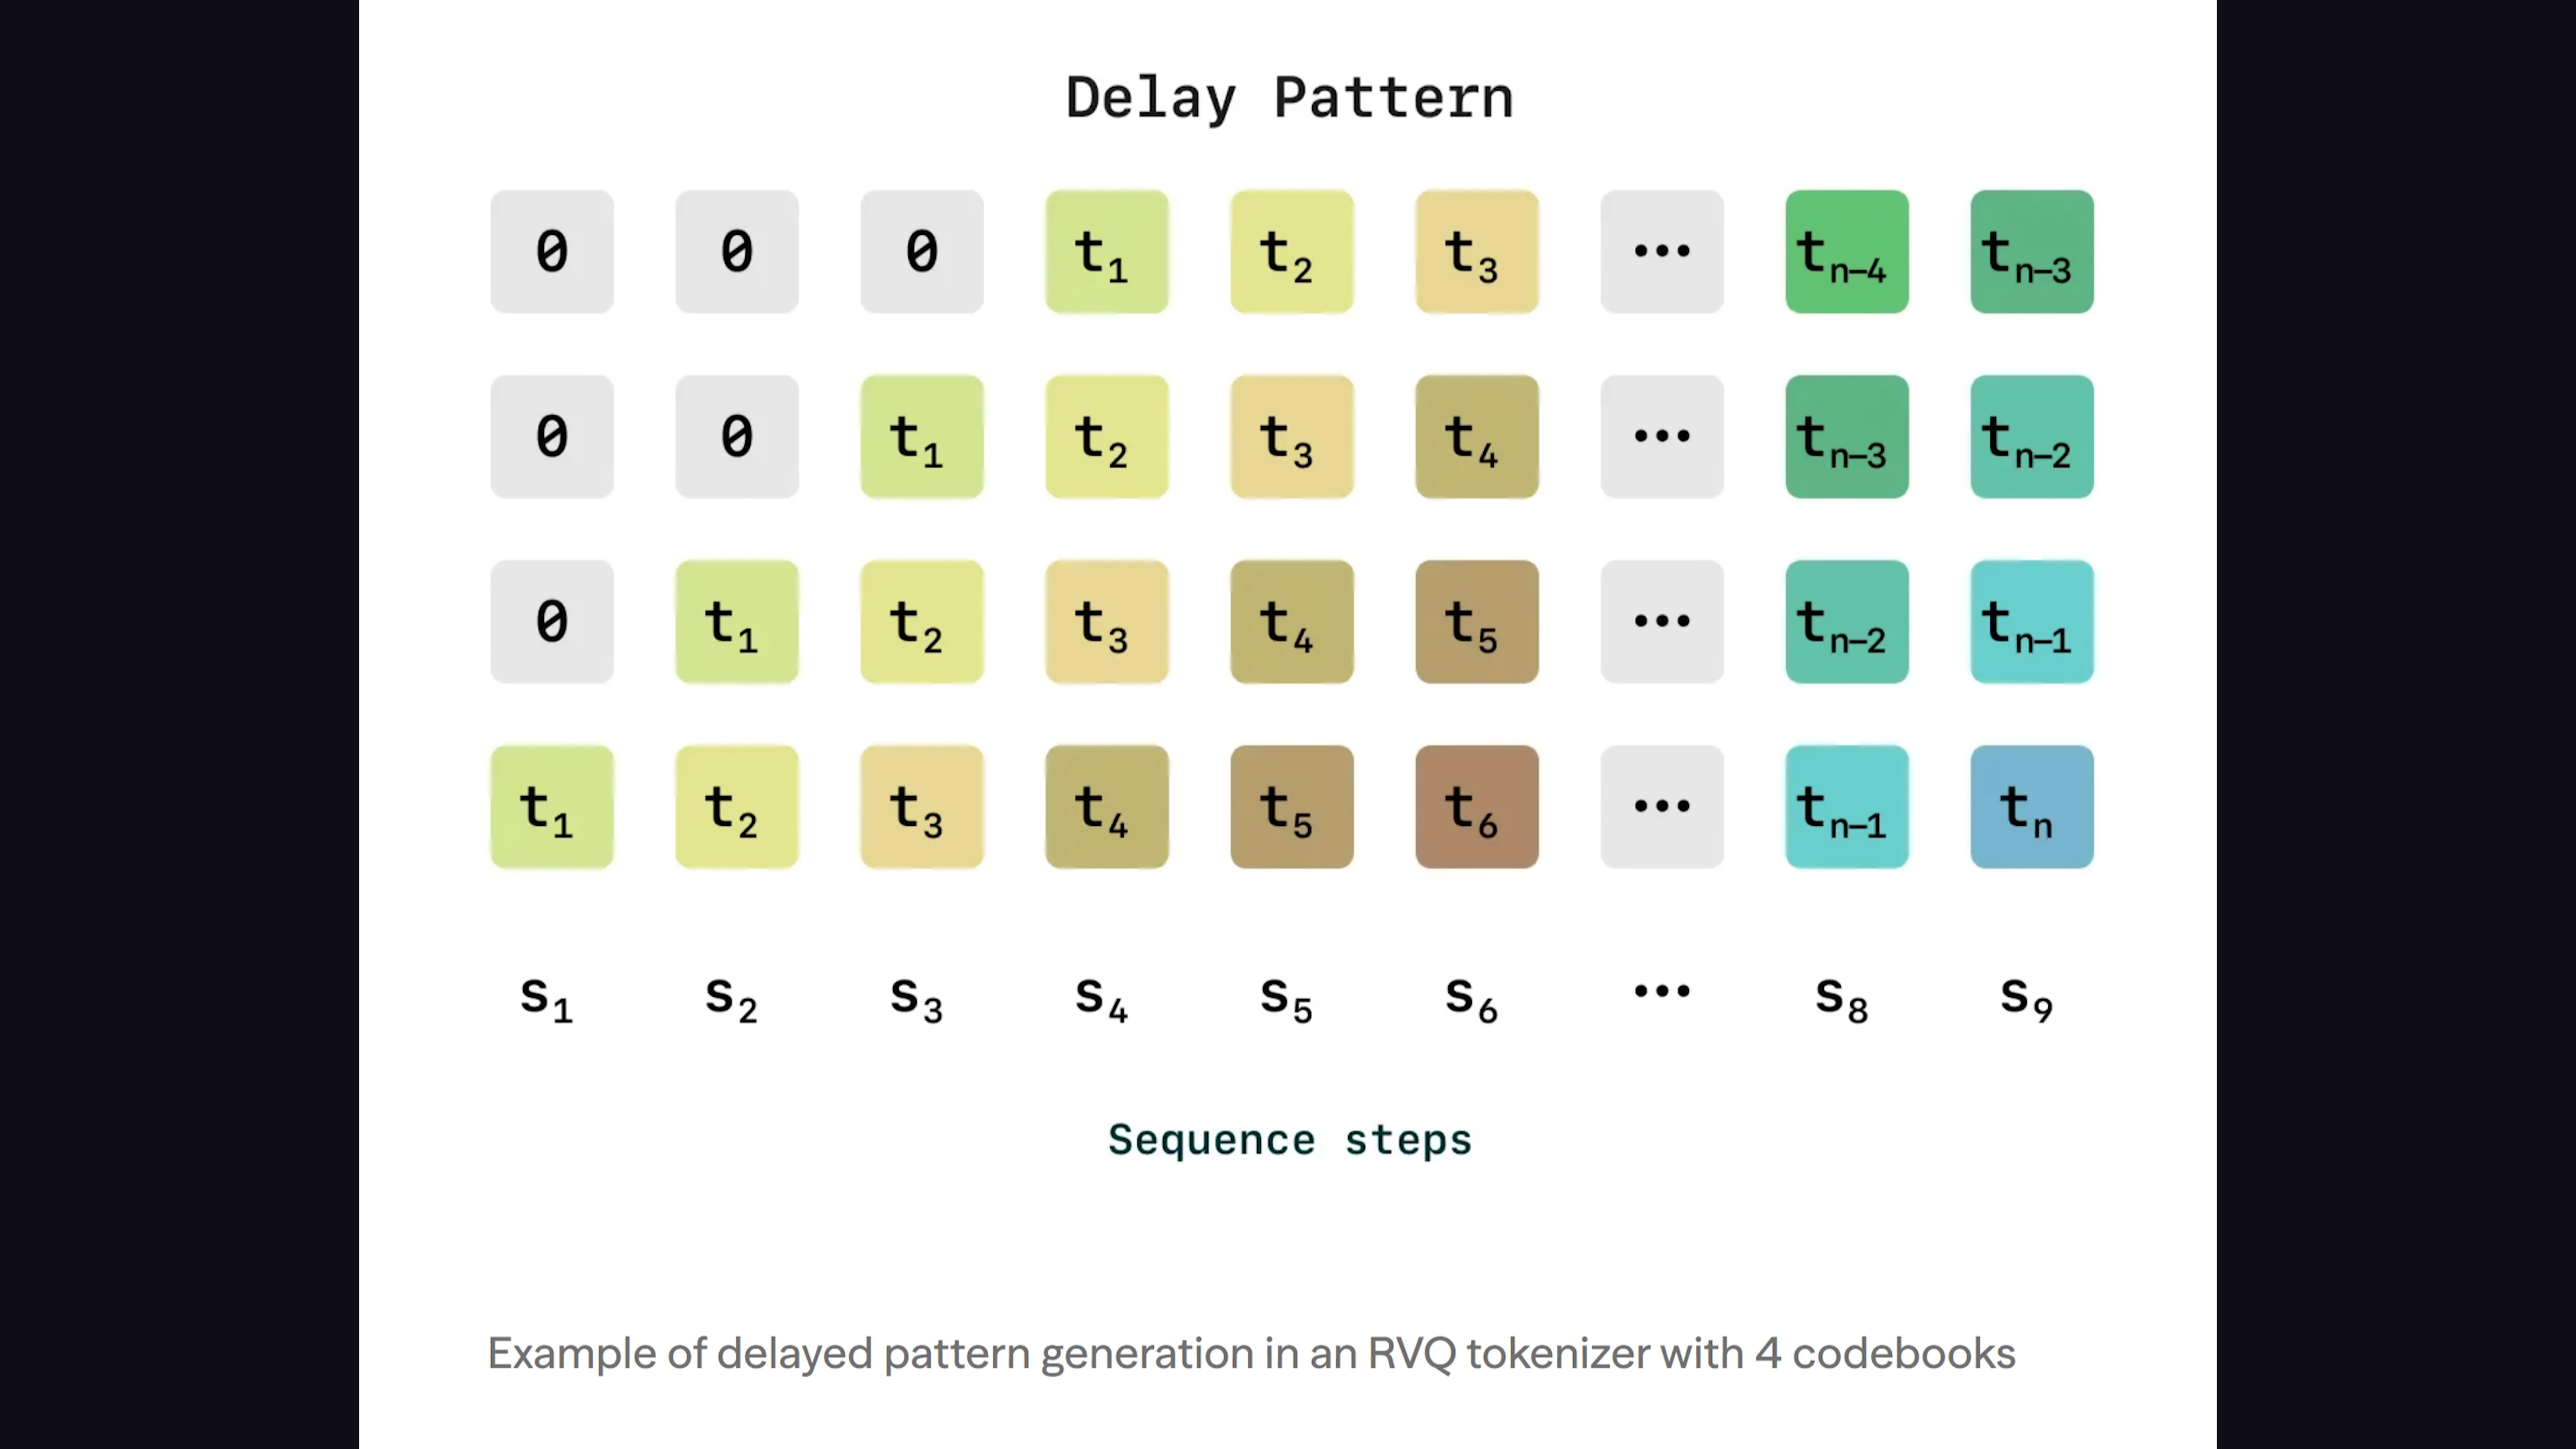 Delay Pattern
0 0 0 t₁ t₂ t₃ ... tₙ₋₄ tₙ₋₃
0 0 t₁ t₂ t₃ t₄ ... tₙ₋₃ tₙ₋₂
0 t₁ t₂ t₃ t₄ t₅ ... tₙ₋₂ tₙ₋₁
t₁ t₂ t₃ t₄ t₅ t₆ ... tₙ₋₁ tₙ
s₁ s₂ s₃ s₄ s₅ s₆ ... s₈ s₉
Sequence steps
Example of delayed pattern generation in an RVQ tokenizer with 4 codebooks